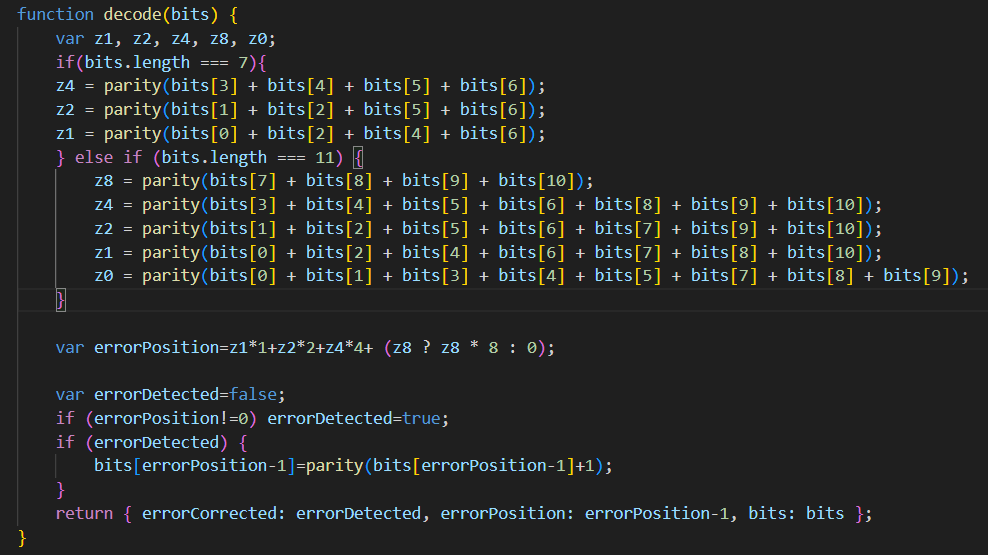 function decode(bits) {
    var z1, z2, z4, z8, z0;
    if(bits.length === 7){
    z4 = parity(bits[3] + bits[4] + bits[5] + bits[6]);
    z2 = parity(bits[1] + bits[2] + bits[5] + bits[6]);
    z1 = parity(bits[0] + bits[2] + bits[4] + bits[6]);
    } else if (bits.length === 11) {
        z8 = parity(bits[7] + bits[8] + bits[9] + bits[10]);
        z4 = parity(bits[3] + bits[4] + bits[5] + bits[6] + bits[8] + bits[9] + bits[10]);
        z2 = parity(bits[1] + bits[2] + bits[5] + bits[6] + bits[7] + bits[9] + bits[10]);
        z1 = parity(bits[0] + bits[2] + bits[4] + bits[6] + bits[7] + bits[8] + bits[10]);
        z0 = parity(bits[0] + bits[1] + bits[3] + bits[4] + bits[5] + bits[7] + bits[8] + bits[9]);
    }

    var errorPosition=z1*1+z2*2+z4*4+ (z8 ? z8 * 8 : 0);

    var errorDetected=false;
    if (errorPosition!=0) errorDetected=true;
    if (errorDetected) {
        bits[errorPosition-1]=parity(bits[errorPosition-1]+1);
    }
    return { errorCorrected: errorDetected, errorPosition: errorPosition-1, bits: bits };
}